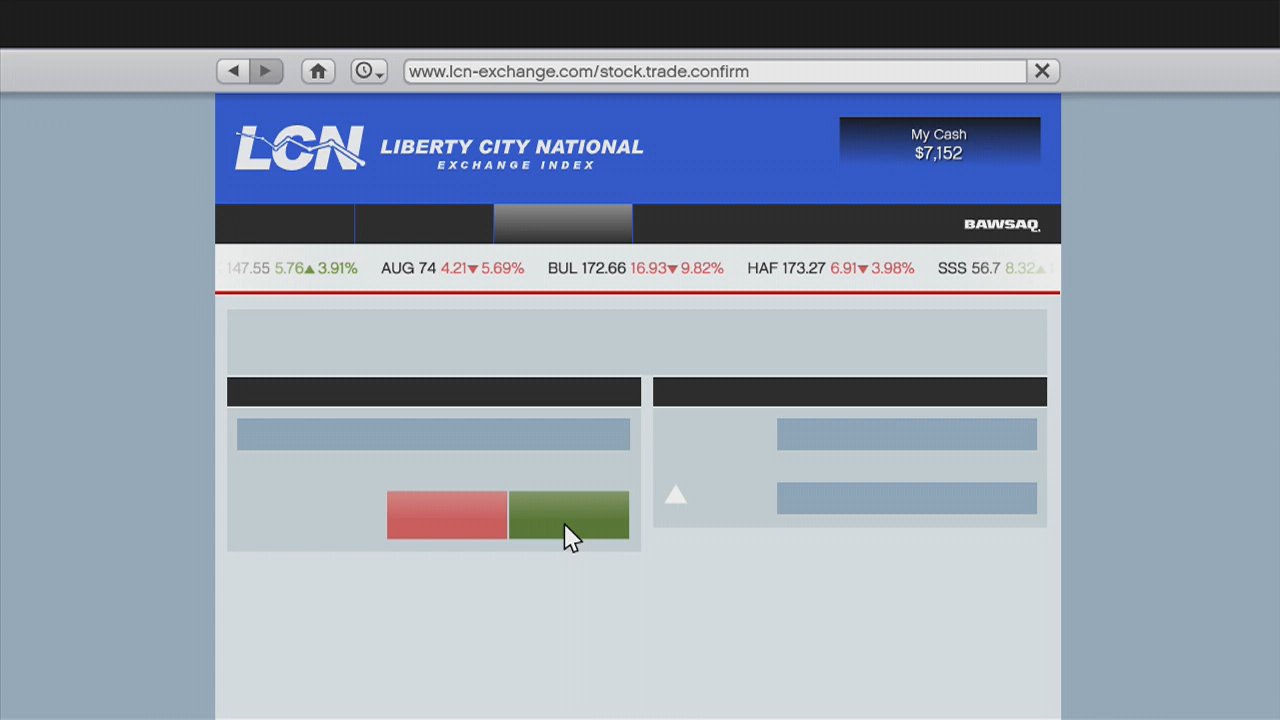 www.lcn-exchange.com/stock.trade.confirm
LCN
LIBERTY CITY NATIONAL
EXCHANGE INDEX
My Cash
$7,152
BAWSAQ
147.55 5.76▲3.91% AUG 74 4.21▼5.69% BUL 172.66 16.93▼9.82% HAF 173.27 6.91▼3.98% SSS 56.7 8.32▲